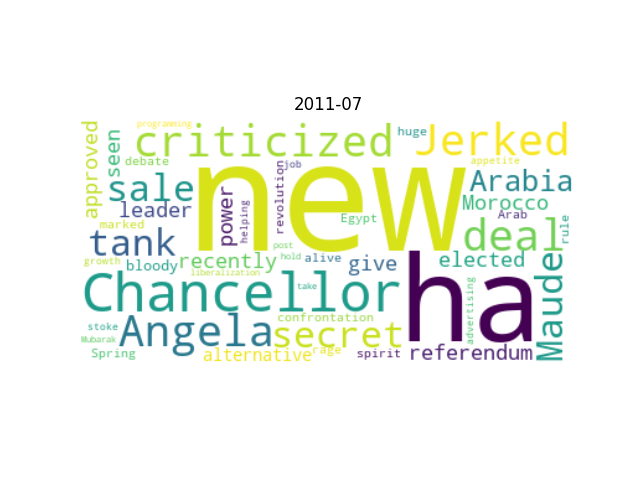 2011-07
programming
criticized
huge
Jerked
approved
seen
debate
new
job
appetite
sale
Arabia
leader
power
revolution
Morocco
helping
Egypt
Arab
marked
rule
tank
deal
post
growth
bloody
recently
hold
alive
give
elected
liberalization
Chancellor
take
ha
advertising
Maude
stoke
Angela
confrontation
secret
Mubarak
Spring
alternative
rage
spirit
referendum